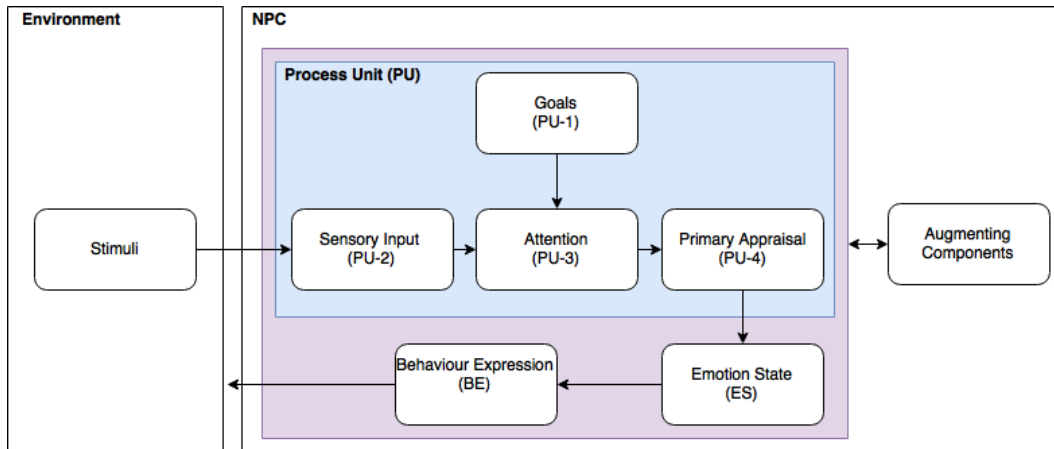 Environment
NPC
Process Unit (PU)
Goals
(PU-1)
Stimuli
Sensory Input
(PU-2)
Attention
(PU-3)
Primary Appraisal
(PU-4)
Augmenting
Components
Behaviour Expression
(BE)
Emotion State
(ES)